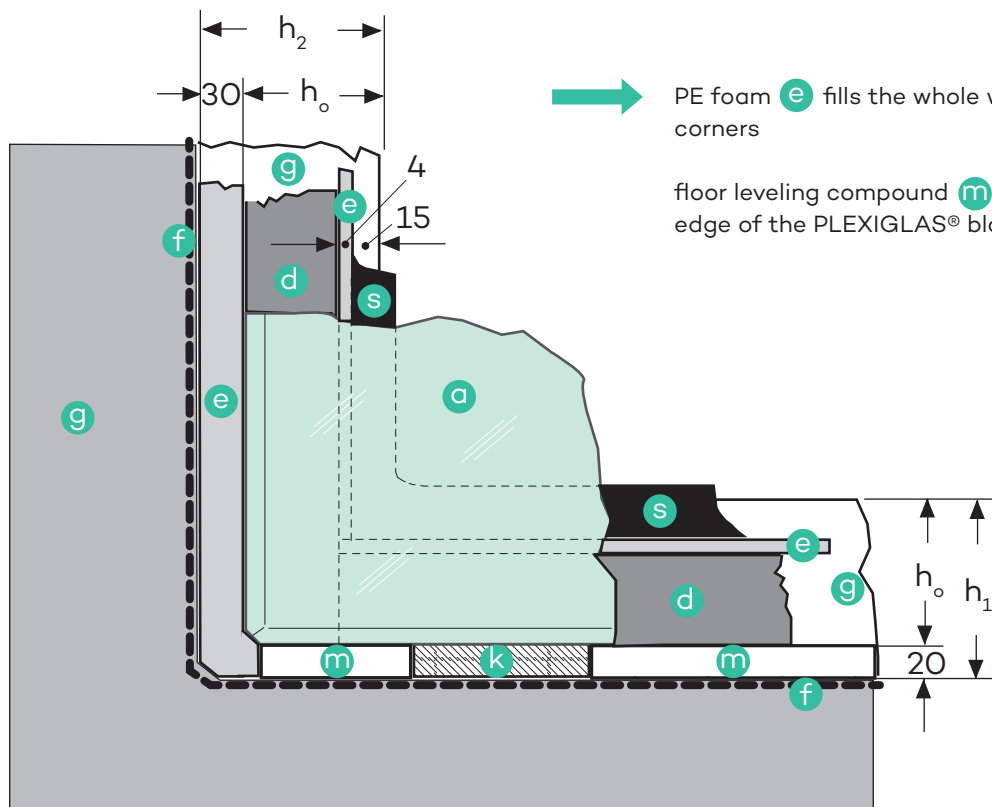 h₂
30 hₒ
PE foam e fills the whole
corners
g
4
e
15
floor leveling compound m
edge of the PLEXIGLAS®
f
d
s
a
e
g
s
e
g
d
hₒ h₁
m k m
20
f